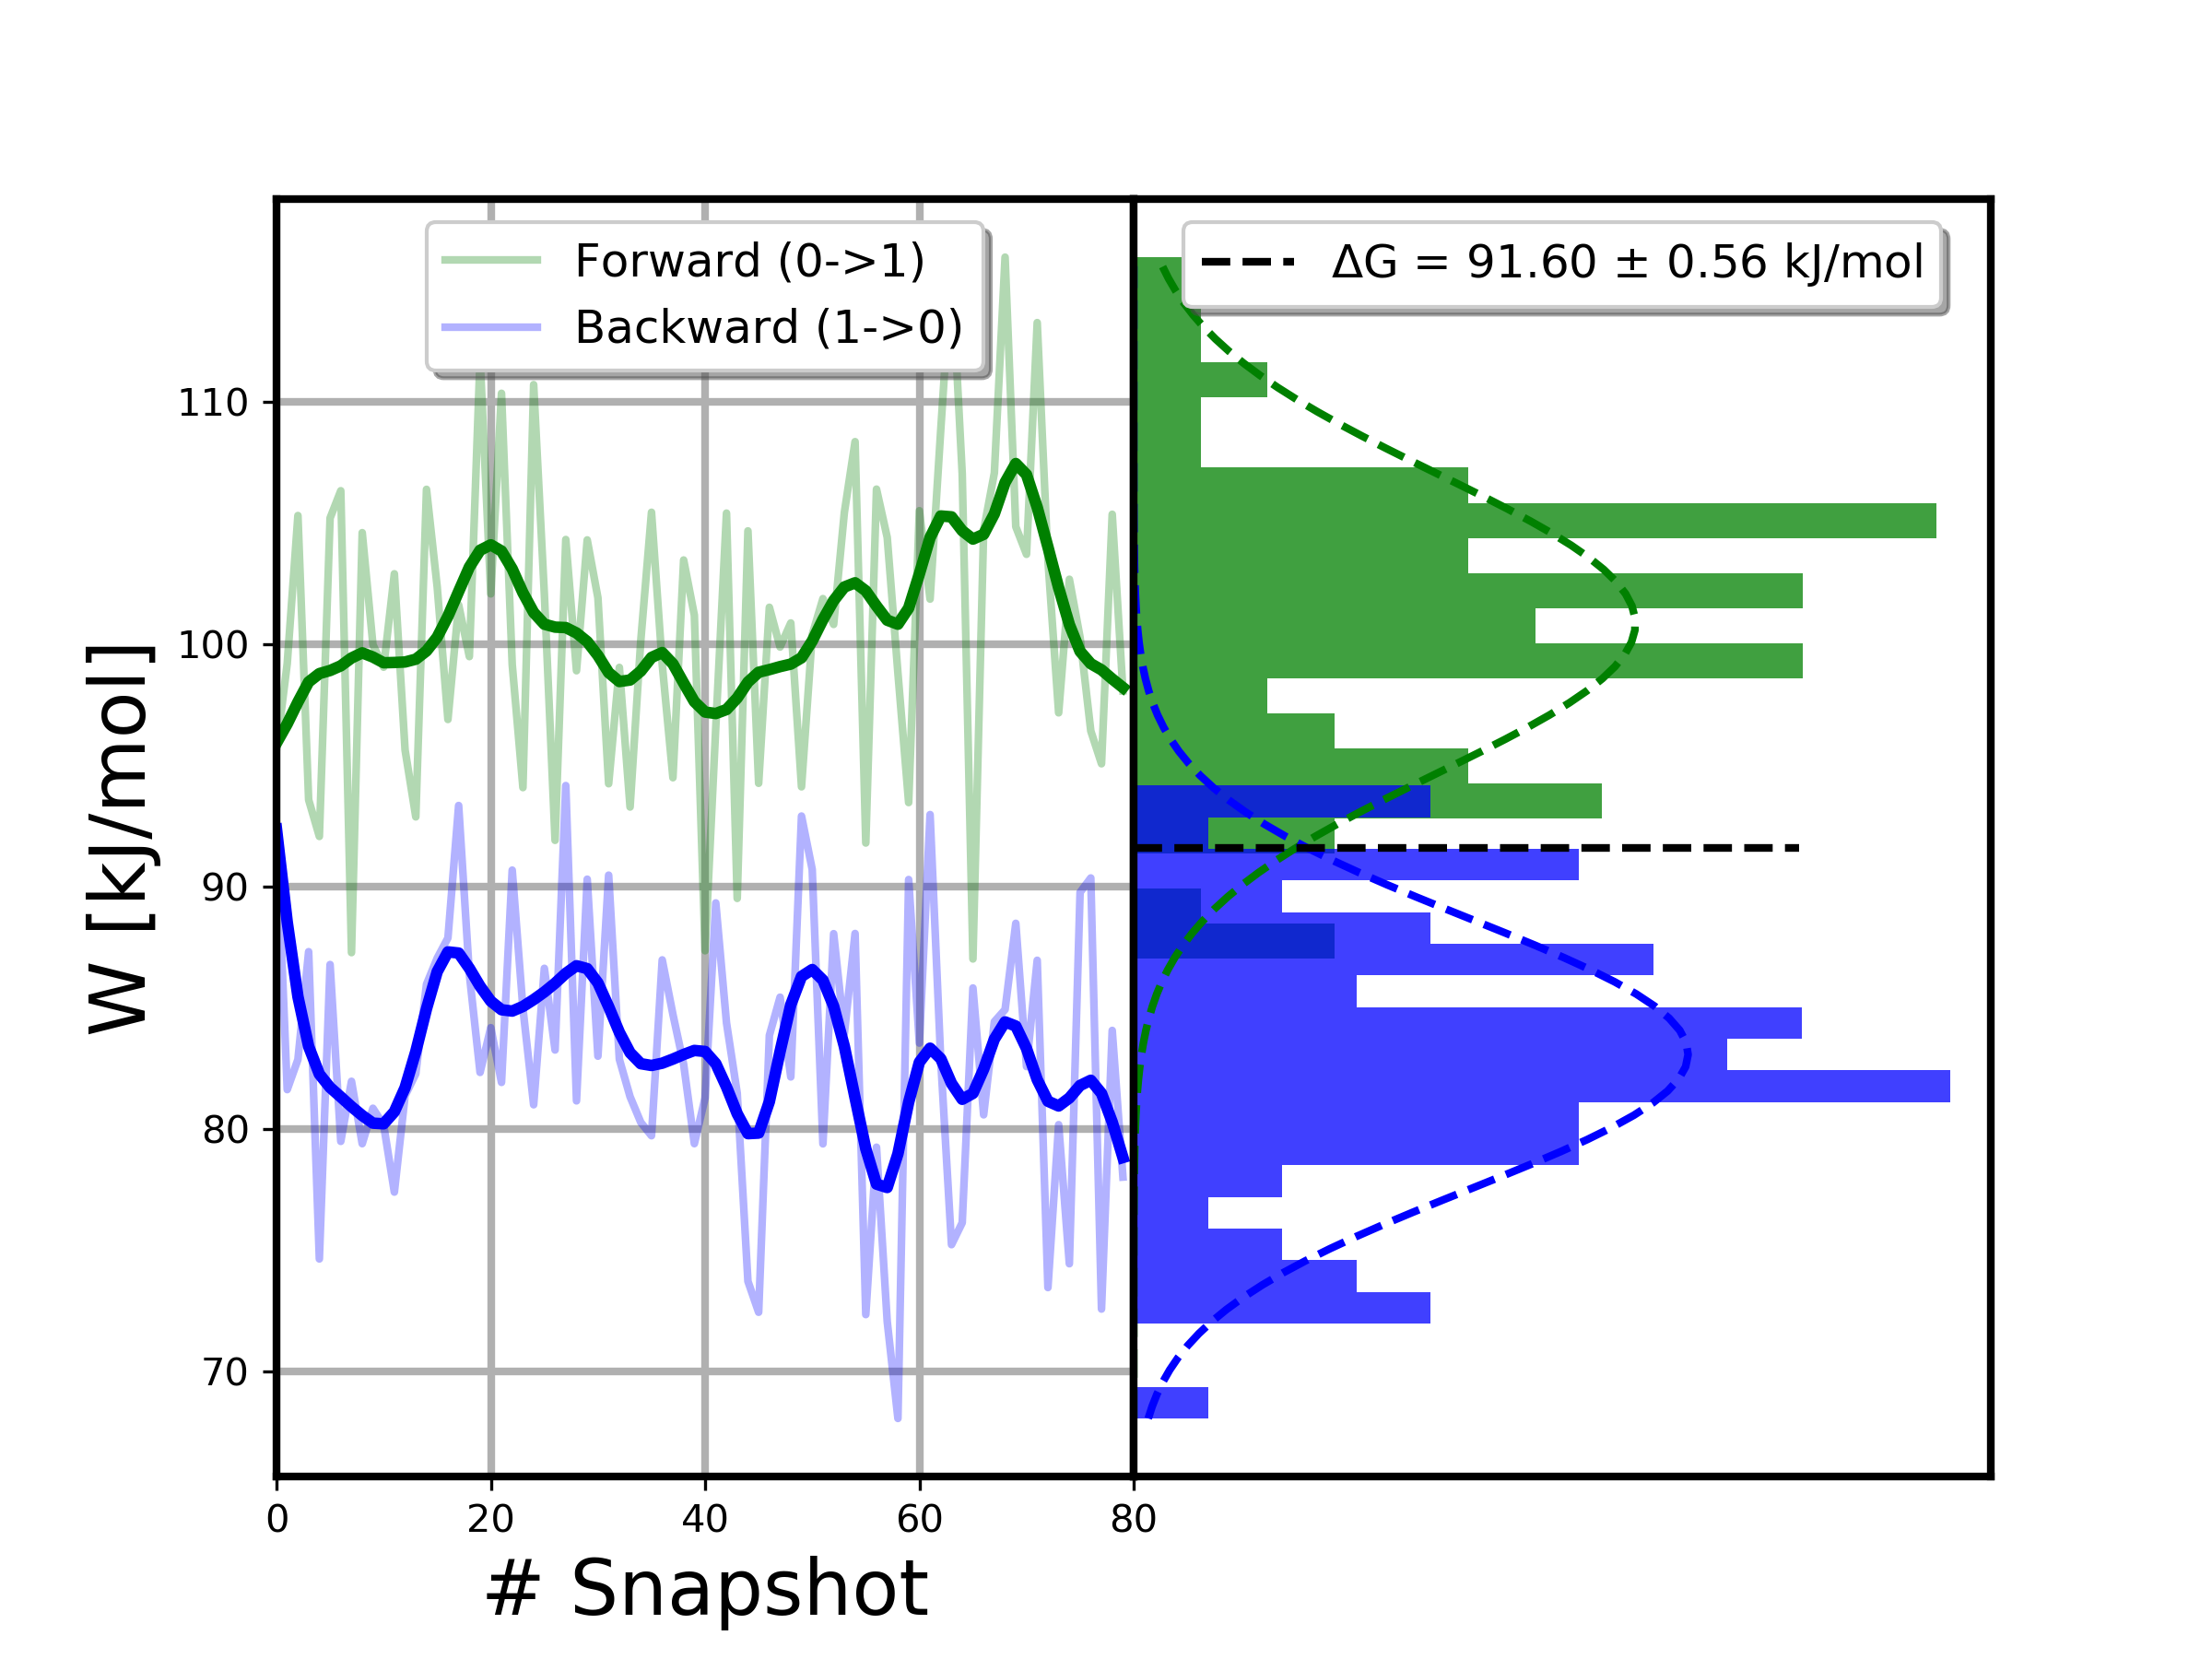 Forward (0->1)
Backward (1->0)
ΔG = 91.60 ± 0.56 kJ/mol
W [kJ/mol]
110
100
90
80
70
0
20
40
60
80
# Snapshot